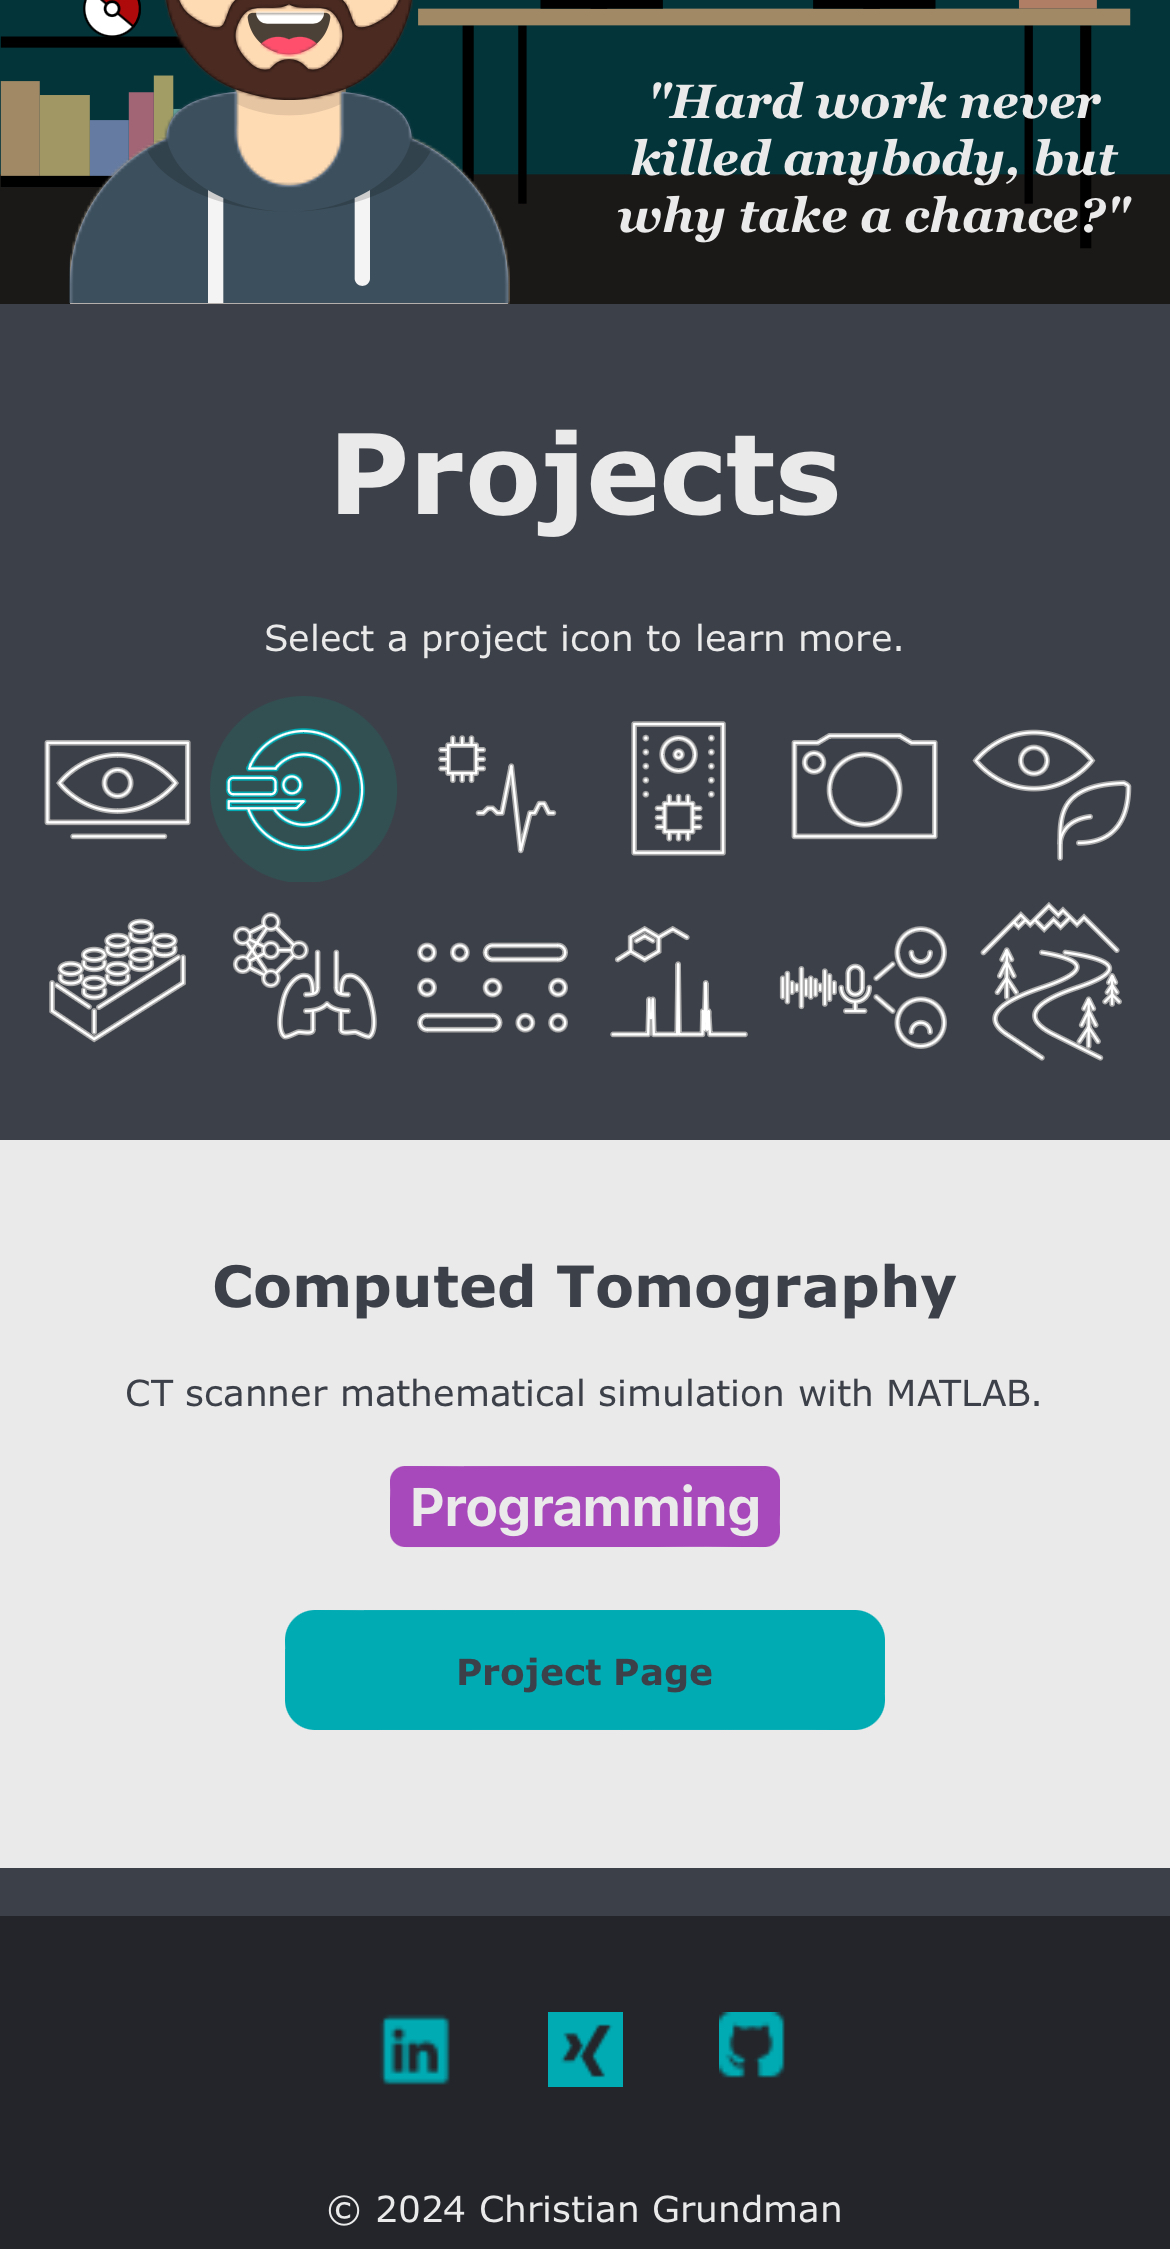 "Hard work never
killed anybody, but
why take a chance?"
Projects
Select a project icon to learn more.
Computed Tomography
CT scanner mathematical simulation with MATLAB.
Programming
Project Page
in
© 2024 Christian Grundman